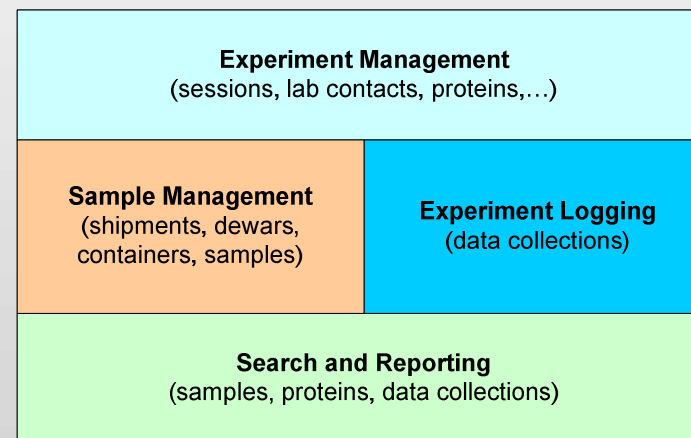 Experiment Management
(sessions, lab contacts, proteins,…)
Sample Management
(shipments, dewars,
containers, samples)
Experiment Logging
(data collections)
Search and Reporting
(samples, proteins, data collections)